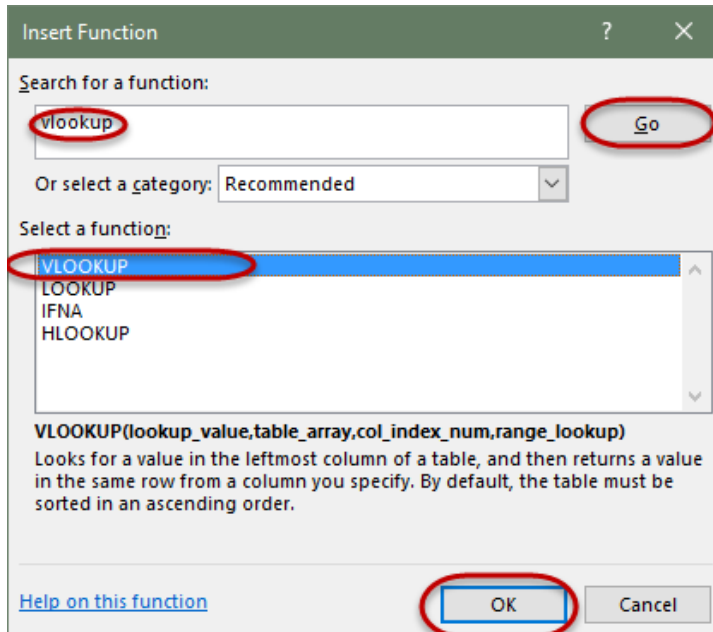 Insert Function ? ×
Search for a function:
vlookup
Go
Or select a category: Recommended
Select a function:
VLOOKUP
LOOKUP
IFNA
HLOOKUP
VLOOKUP(lookup_value,table_array,col_index_num,range_lookup)
Looks for a value in the leftmost column of a table, and then returns a value
in the same row from a column you specify. By default, the table must be
sorted in an ascending order.
Help on this function
OK
Cancel